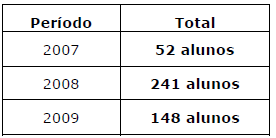 Período Total
2007 52 alunos
2008 241 alunos
2009 148 alunos